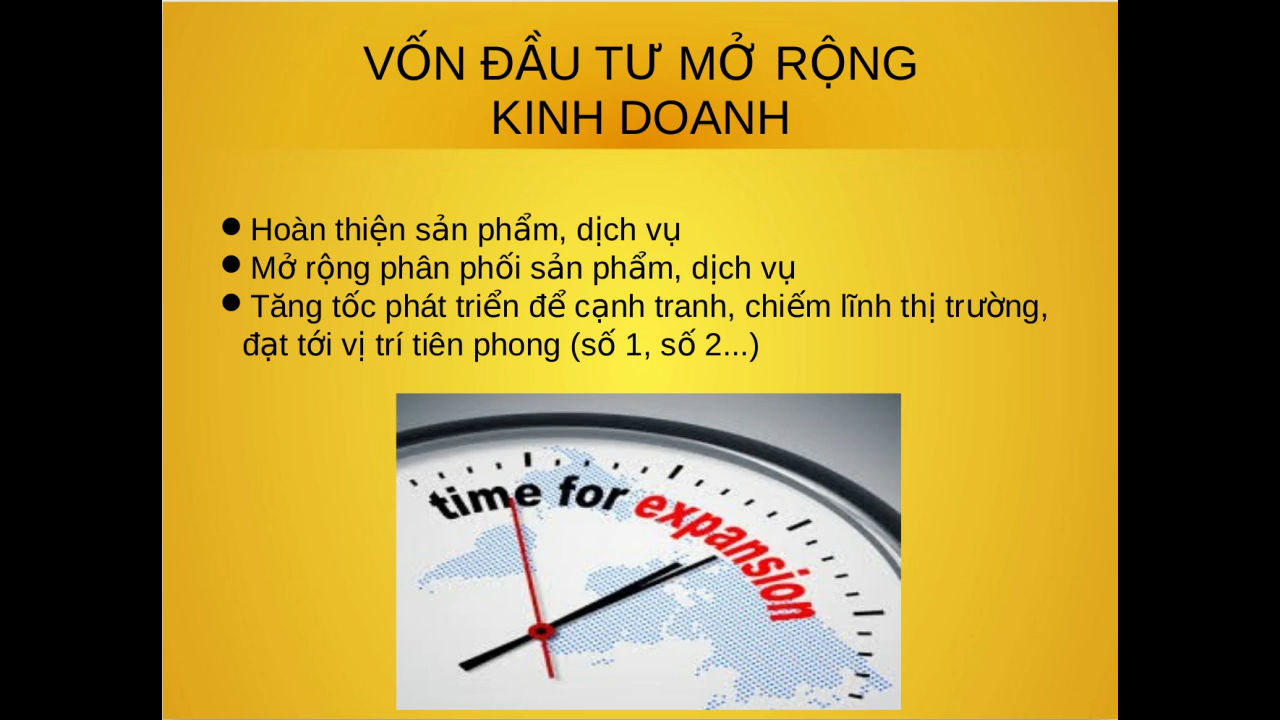 VỐN ĐẦU TƯ MỞ RỘNG
KINH DOANH
● Hoàn thiện sản phẩm, dịch vụ
● Mở rộng phân phối sản phẩm, dịch vụ
● Tăng tốc phát triển để cạnh tranh, chiếm lĩnh thị trường,
đạt tới vị trí tiên phong (số 1, số 2...)
time for expansion